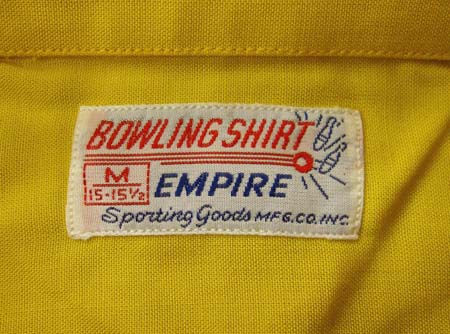 BOWLING SHIRT
M
15-15½
EMPIRE
Sporting Goods MFG.CO.INC.